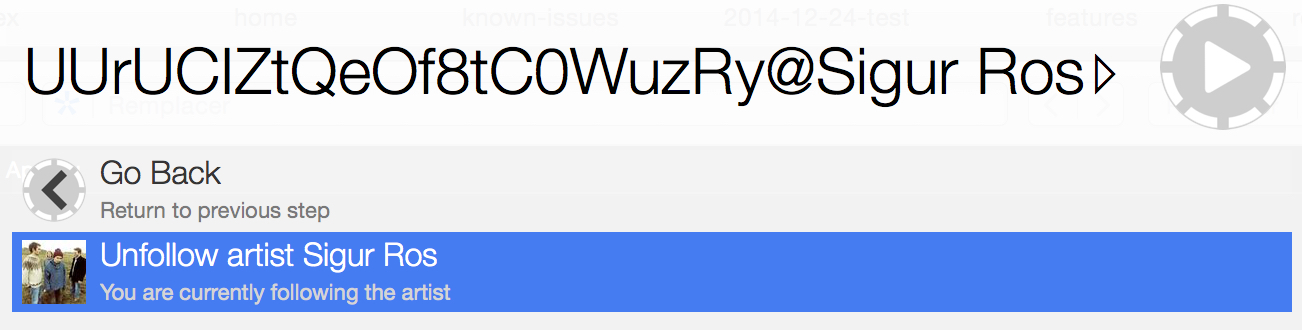 ex home known-issues 2014-12-24-test features
UUrUCIZtQeOf8tC0WuzRy@Sigur Ros▷
Remplacer
Go Back
Return to previous step
Unfollow artist Sigur Ros
You are currently following the artist